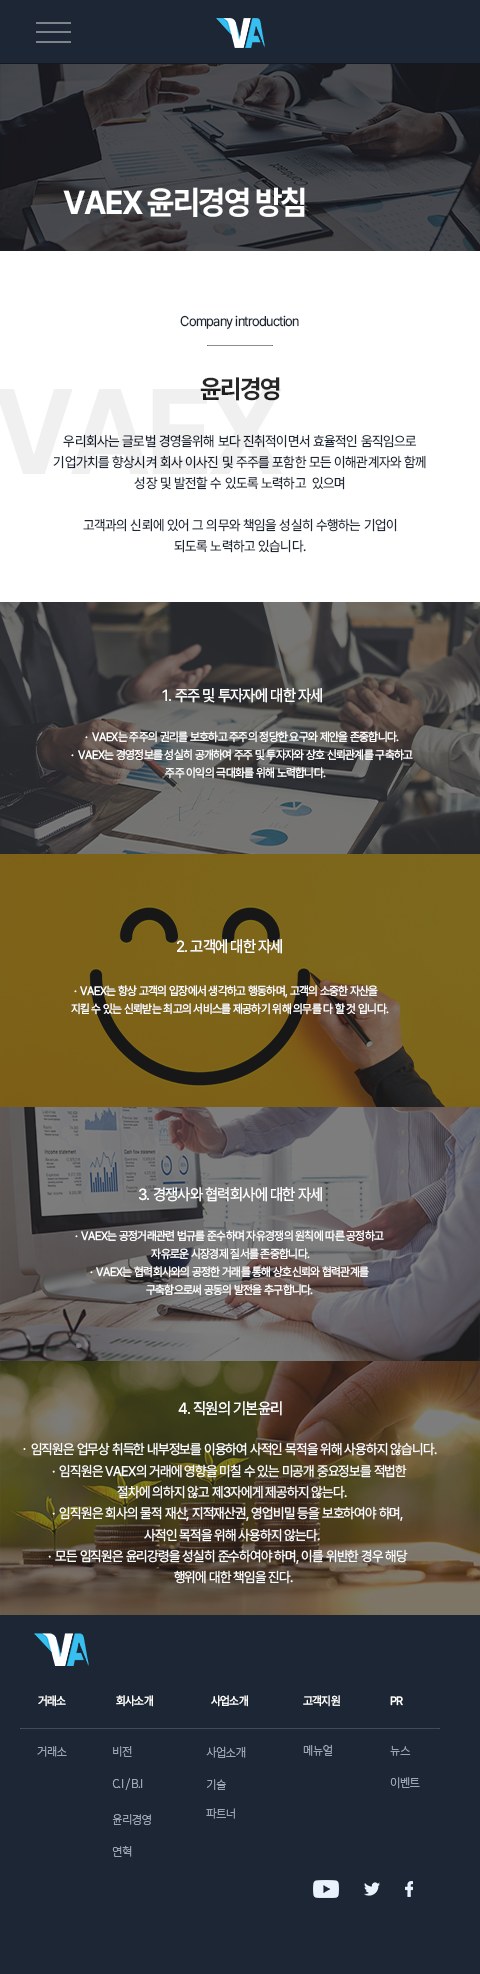 VA
VAEX 윤리경영 방침
Company introduction
VAEX
윤리경영
우리회사는 글로벌 경영을위해 보다 진취적이면서 효율적인 움직임으로
기업가치를 향상시켜 회사 이사진 및 주주를 포함한 모든 이해관계자와 함께
성장 및 발전할 수 있도록 노력하고 있으며
고객과의 신뢰에 있어 그 의무와 책임을 성실히 수행하는 기업이
되도록 노력하고 있습니다.
1. 주주 및 투자자에 대한 자세
· VAEX는 주주의 권리를 보호하고 주주의 정당한 요구와 제안을 존중합니다.
· VAEX는 경영정보를 성실히 공개하여 주주 및 투자자와 상호 신뢰관계를 구축하고
주주 이익의 극대화를 위해 노력합니다.
2. 고객에 대한 자세
· VAEX는 항상 고객의 입장에서 생각하고 행동하며, 고객의 소중한 자산을
지킬 수 있는 신뢰받는 최고의 서비스를 제공하기 위해 의무를 다 할 것 입니다.
3. 경쟁사와 협력회사에 대한 자세
· VAEX는 공정거래관련 법규를 준수하며 자유경쟁의 원칙에 따른 공정하고
자유로운 시장경제 질서를 존중합니다.
· VAEX는 협력회사와의 공정한 거래를 통해 상호신뢰와 협력관계를
구축함으로써 공동의 발전을 추구합니다.
4. 직원의 기본윤리
· 임직원은 업무상 취득한 내부정보를 이용하여 사적인 목적을 위해 사용하지 않습니다.
· 임직원은 VAEX의 거래에 영향을 미칠 수 있는 미공개 중요정보를 적법한
절차에 의하지 않고 제3자에게 제공하지 않는다.
· 임직원은 회사의 물적 재산, 지적재산권, 영업비밀 등을 보호하여야 하며,
사적인 목적을 위해 사용하지 않는다.
· 모든 임직원은 윤리강령을 성실히 준수하여야 하며, 이를 위반한 경우 해당
행위에 대한 책임을 진다.
VA
거래소 회사소개 사업소개 고객지원 PR
거래소 비전 사업소개 메뉴얼 뉴스
C.I / B.I 기술 이벤트
윤리경영 파트너
연혁